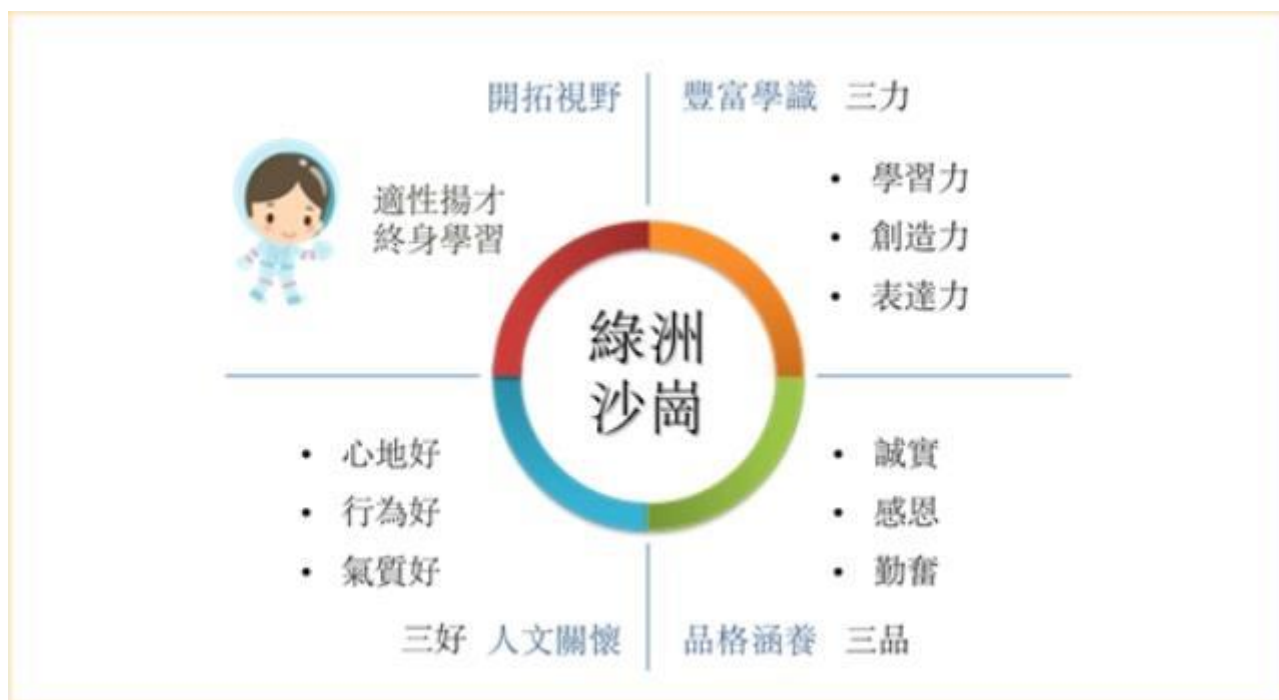 開拓視野
適性揚才
終身學習
豐富學識 三力
• 學習力
• 創造力
• 表達力
綠洲
沙崗
• 心地好
• 行為好
• 氣質好
三好 人文關懷
• 誠實
• 感恩
• 勤奮
品格涵養 三品